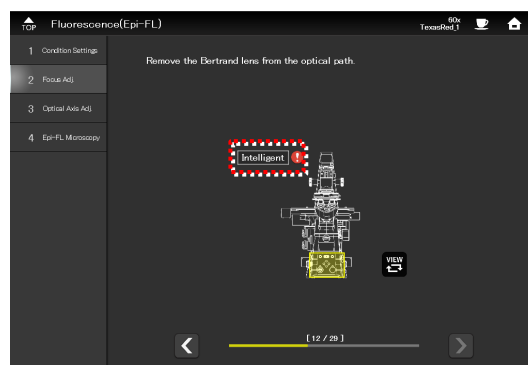 TOP
Fluorescence(Epi-FL)
60x
TexasRed_1
1 Condition Settings
2 Focus Adj.
3 Optical Axis Adj.
4 Epi-FL Microscopy
Remove the Bertrand lens from the optical path.
Intelligent
VIEW
[ 12 / 29 ]